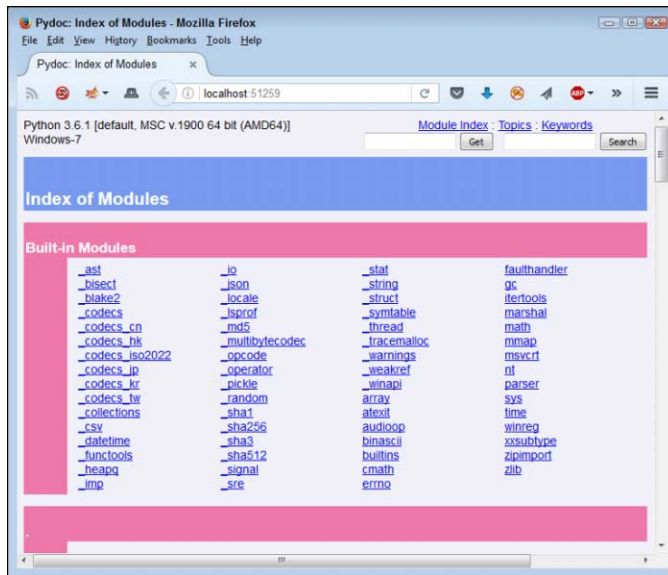 Pydoc: Index of Modules - Mozilla Firefox
File Edit View History Bookmarks Tools Help
Pydoc: Index of Modules ×
localhost:51259
ABP
Python 3.6.1 [default, MSC v.1900 64 bit (AMD64)]
Windows-7
Module Index : Topics : Keywords
Get Search
Index of Modules
Built-in Modules
_ast _io _stat faulthandler
_bisect _json _string gc
_blake2 _locale _struct itertools
_codecs _lsprof _symtable marshal
_codecs_cn _md5 _thread math
_codecs_hk _multibytecodec _tracemalloc mmap
_codecs_iso2022 _opcode _warnings msvcrt
_codecs_jp _operator _weakref nt
_codecs_kr _pickle _winapi parser
_codecs_tw _random array sys
_collections _sha1 atexit time
_csv _sha256 audioop winreg
_datetime _sha3 binascii xxsubtype
_functools _sha512 builtins zipimport
_heapq _signal cmath zlib
_imp _sre errno
.